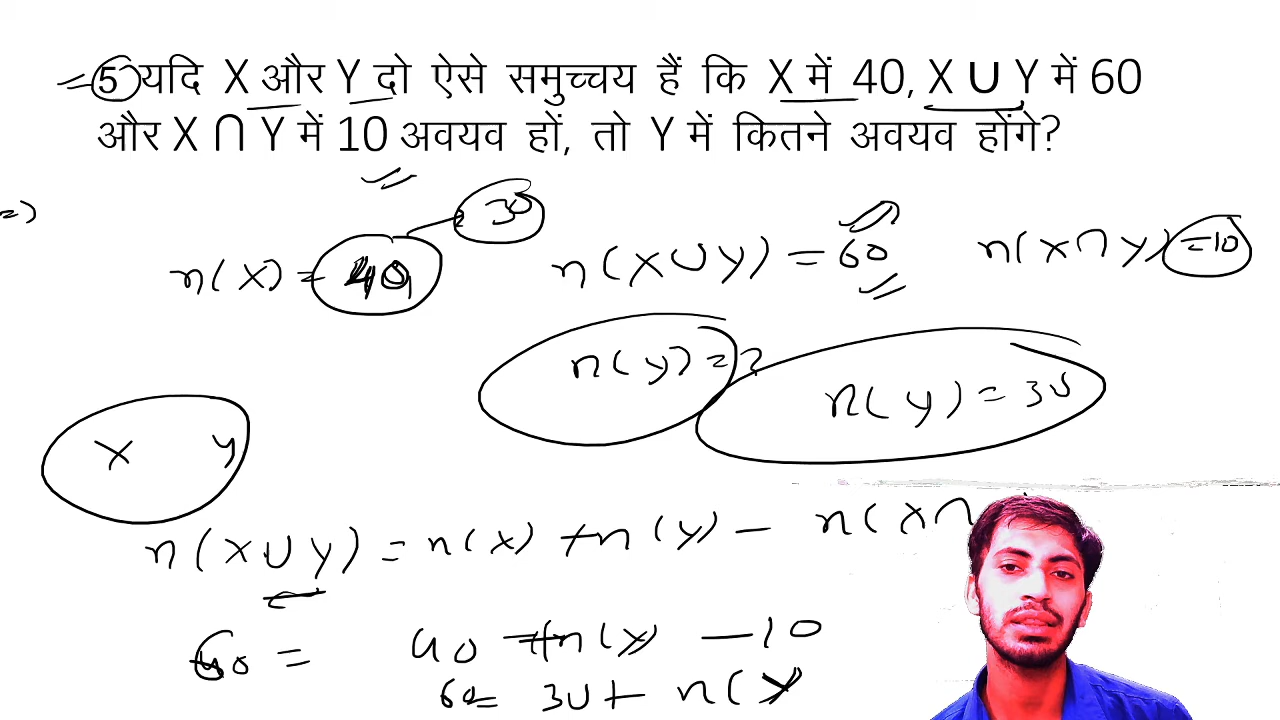 5 यदि X और Y दो ऐसे समुच्चय हैं कि X में 40, X ∪ Y में 60
और X ∩ Y में 10 अवयव हों, तो Y में कितने अवयव होंगे?
=)
30
n(X) = 40
n(X∪Y) = 60
n(X∩Y) = 10
n(y) = ?
n(y) = 30
X y
n(X∪Y) = n(X) + n(y) - n(X∩
60 = 40 + n(y) - 10
60 = 30 + n(y